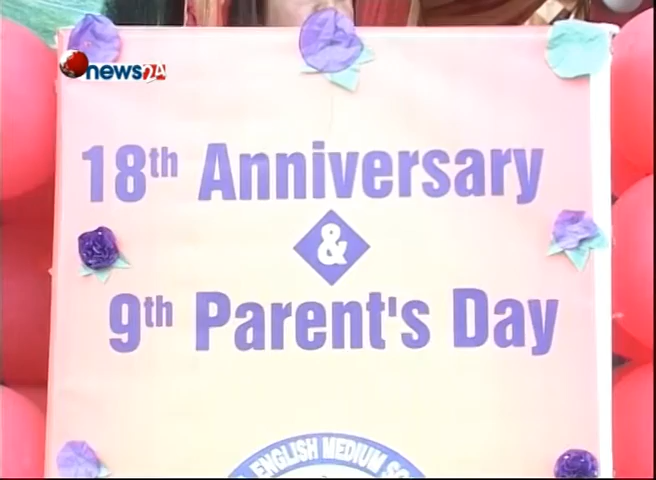 news24
18th Anniversary
&
9th Parent's Day
ENGLISH MEDIUM